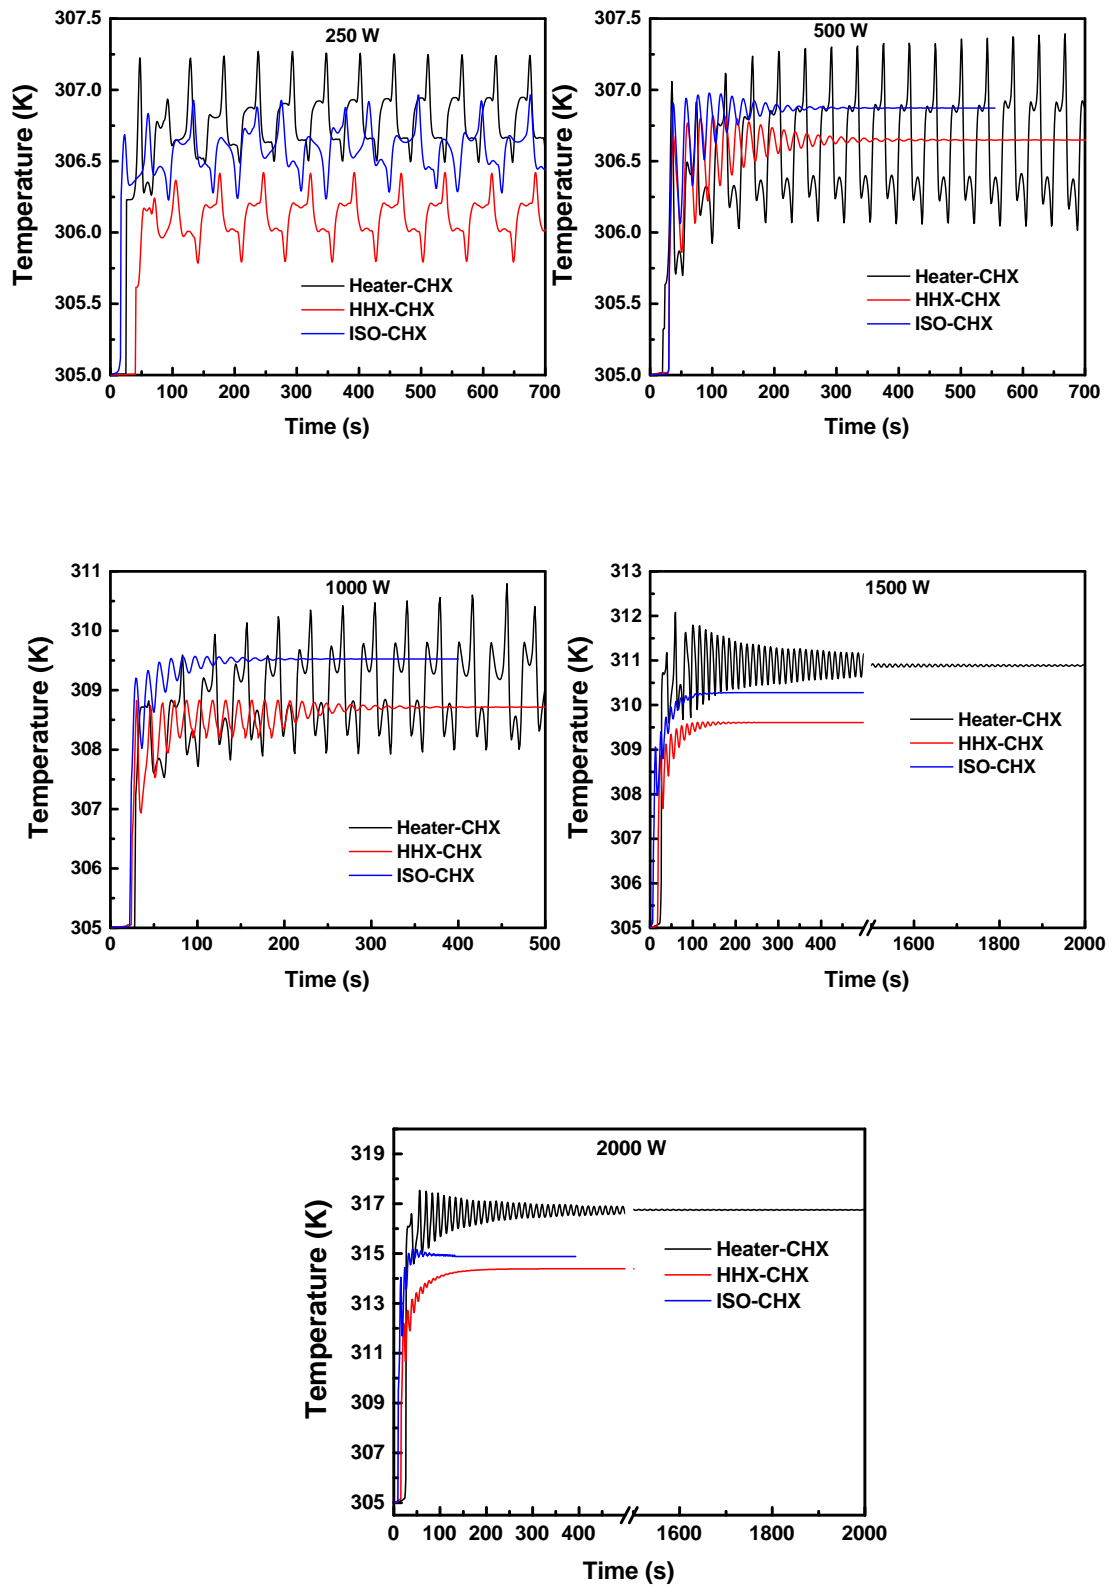 250 W
Temperature (K)
307.5
307.0
306.5
306.0
305.5
305.0
Heater-CHX
HHX-CHX
ISO-CHX
0 100 200 300 400 500 600 700
Time (s)
500 W
Temperature (K)
307.5
307.0
306.5
306.0
305.5
305.0
Heater-CHX
HHX-CHX
ISO-CHX
0 100 200 300 400 500 600 700
Time (s)
1000 W
Temperature (K)
311
310
309
308
307
306
305
Heater-CHX
HHX-CHX
ISO-CHX
0 50 100 150 200 250 300 350 400 450 500
Time (s)
1500 W
Temperature (K)
313
312
311
310
309
308
307
306
305
Heater-CHX
HHX-CHX
ISO-CHX
0 100 200 300 400 1600 1800 2000
Time (s)
2000 W
Temperature (K)
319
317
315
313
311
309
307
305
Heater-CHX
HHX-CHX
ISO-CHX
0 100 200 300 400 1600 1800 2000
Time (s)